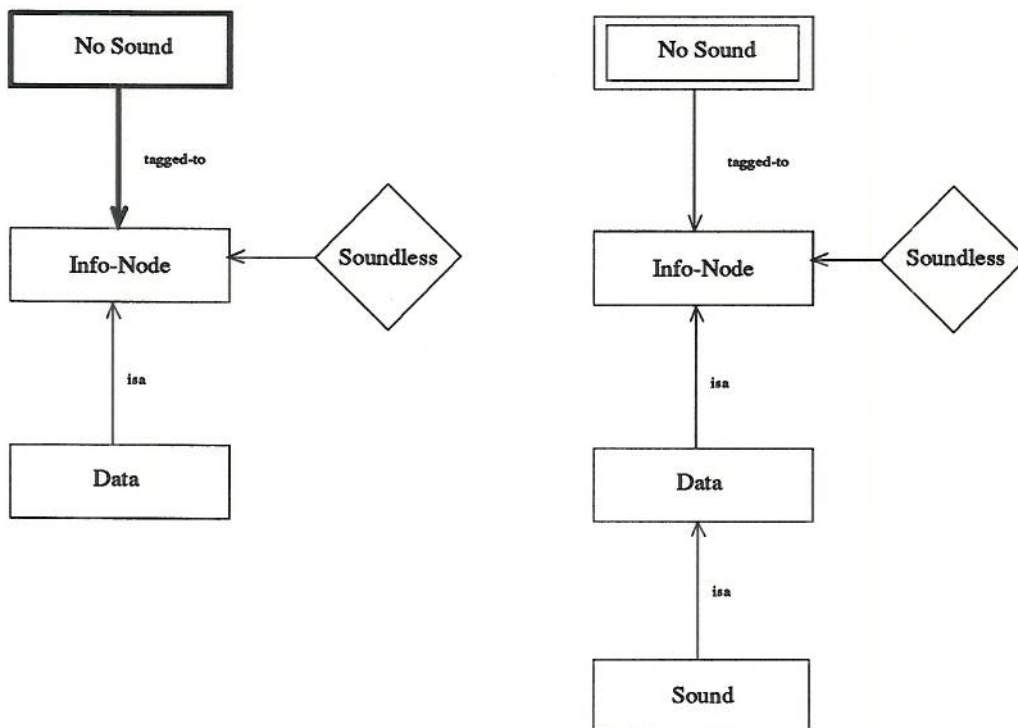 No Sound
tagged-to
Info-Node
Soundless
isa
Data
No Sound
tagged-to
Info-Node
Soundless
isa
Data
isa
Sound